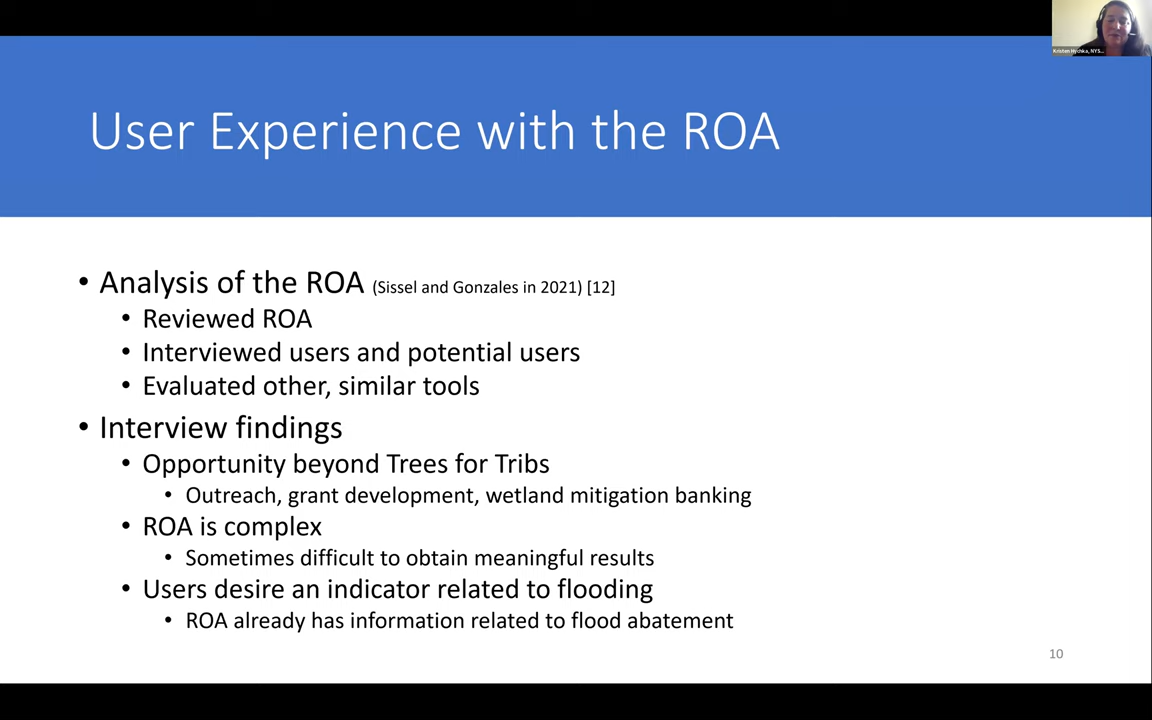 Kristen Hychka, NYS...
User Experience with the ROA
• Analysis of the ROA (Sissel and Gonzales in 2021) [12]
• Reviewed ROA
• Interviewed users and potential users
• Evaluated other, similar tools
• Interview findings
• Opportunity beyond Trees for Tribs
• Outreach, grant development, wetland mitigation banking
• ROA is complex
• Sometimes difficult to obtain meaningful results
• Users desire an indicator related to flooding
• ROA already has information related to flood abatement
10